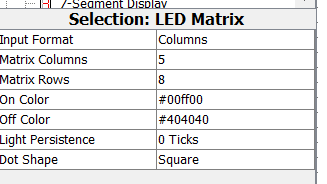 7-Segment Display
Selection: LED Matrix
Input Format Columns
Matrix Columns 5
Matrix Rows 8
On Color #00ff00
Off Color #404040
Light Persistence 0 Ticks
Dot Shape Square